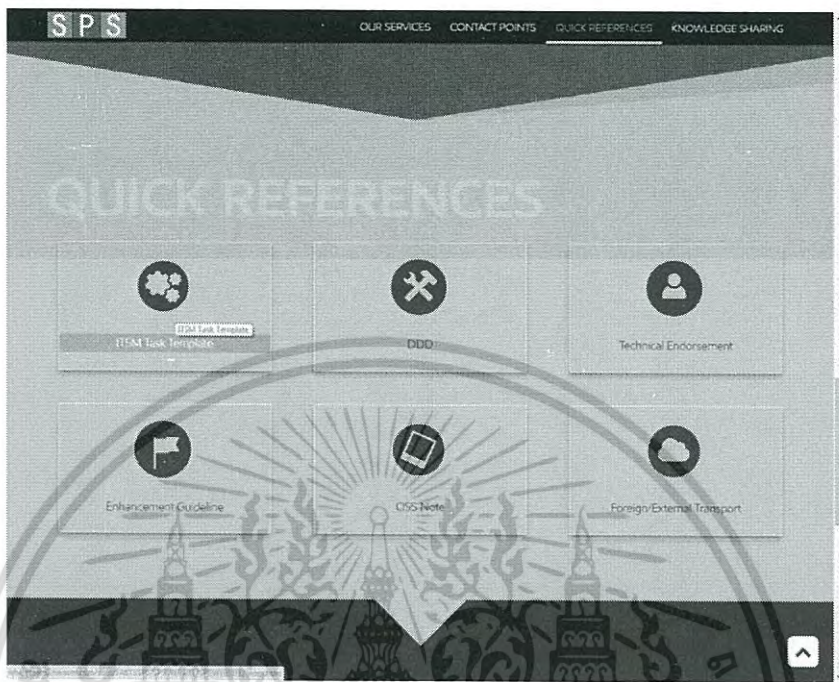 SPS
OUR SERVICES CONTACT POINTS QUICK REFERENCES KNOWLEDGE SHARING
QUICK REFERENCES
ITSM Task Template
ITSM Task Template DDD Technical Endorsement
Enhancement Guideline CISS Note Foreign/External Transport